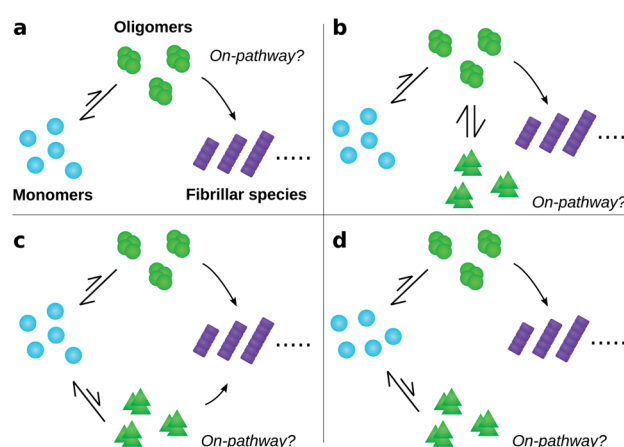 a
Oligomers
On-pathway?
Monomers
Fibrillar species
b
On-pathway?
c
On-pathway?
d
On-pathway?